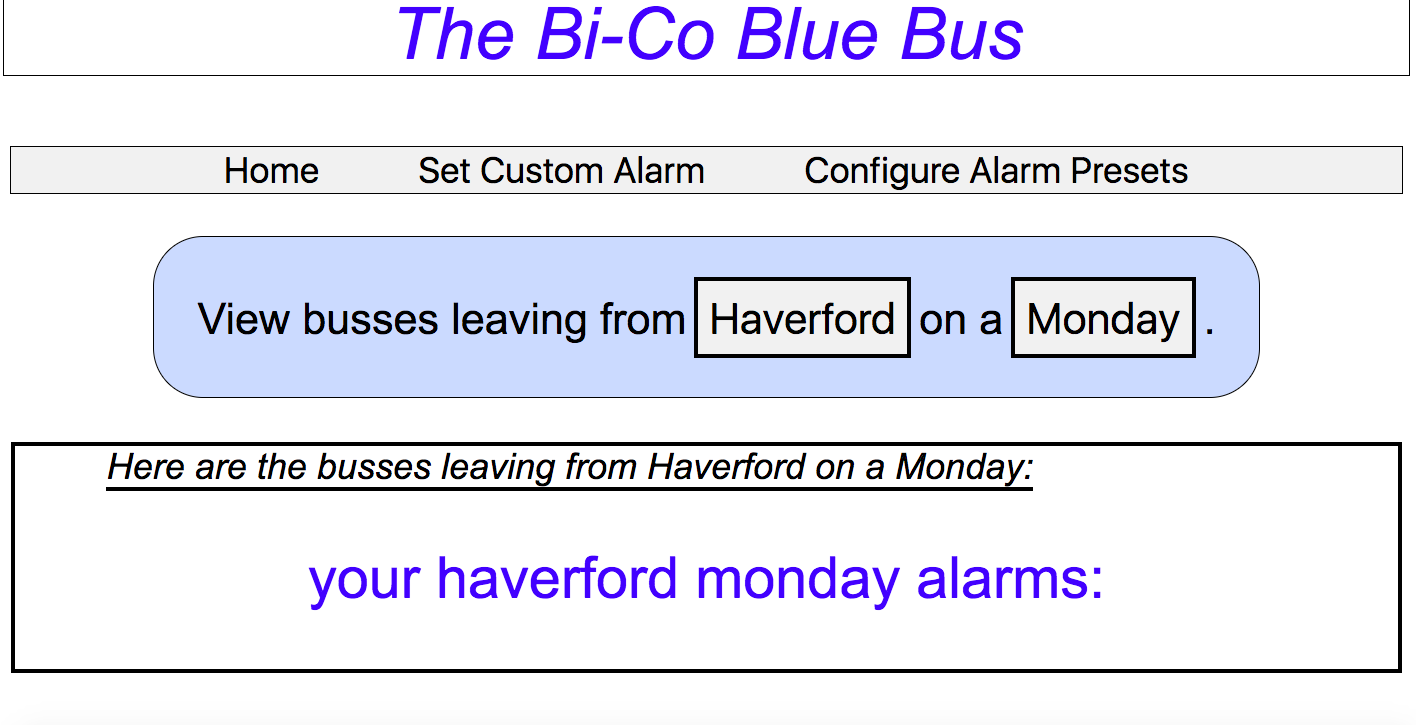 The Bi-Co Blue Bus
Home Set Custom Alarm Configure Alarm Presets
View busses leaving from Haverford on a Monday .
Here are the busses leaving from Haverford on a Monday:
your haverford monday alarms: